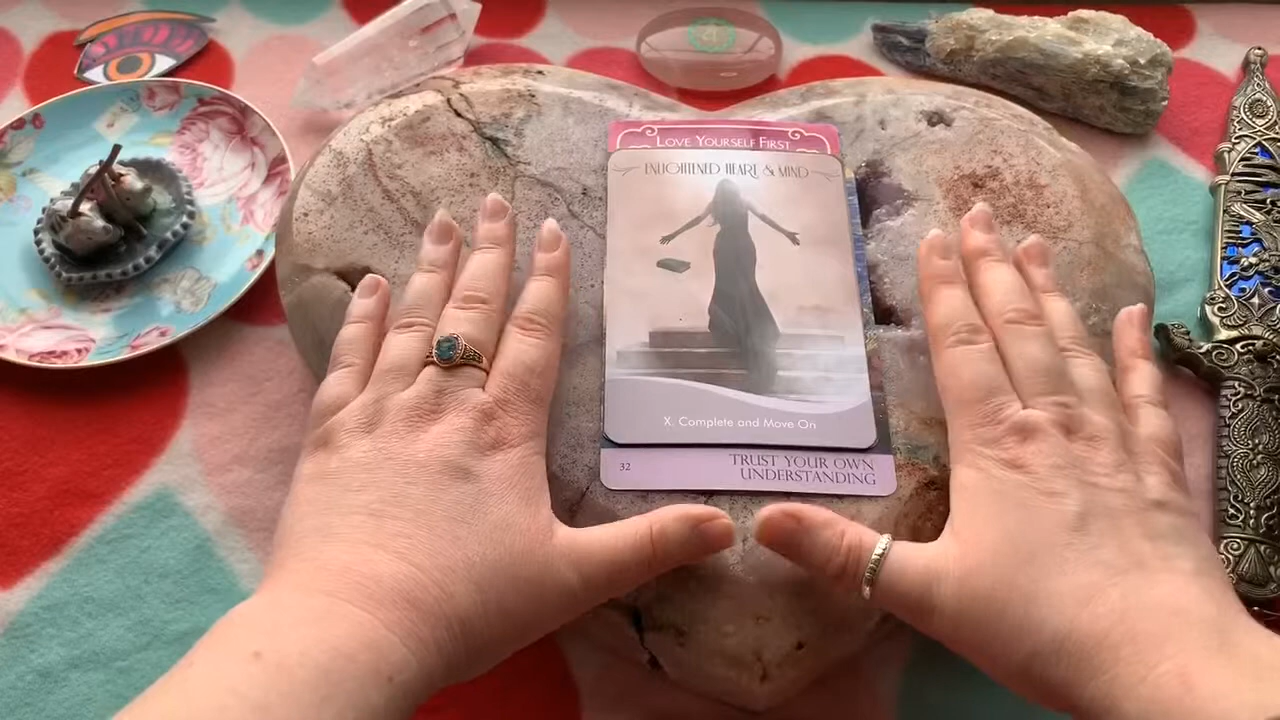 Love Yourself First
ENLIGHTENED HEART & MIND
X. Complete and Move On
32
TRUST YOUR OWN
UNDERSTANDING